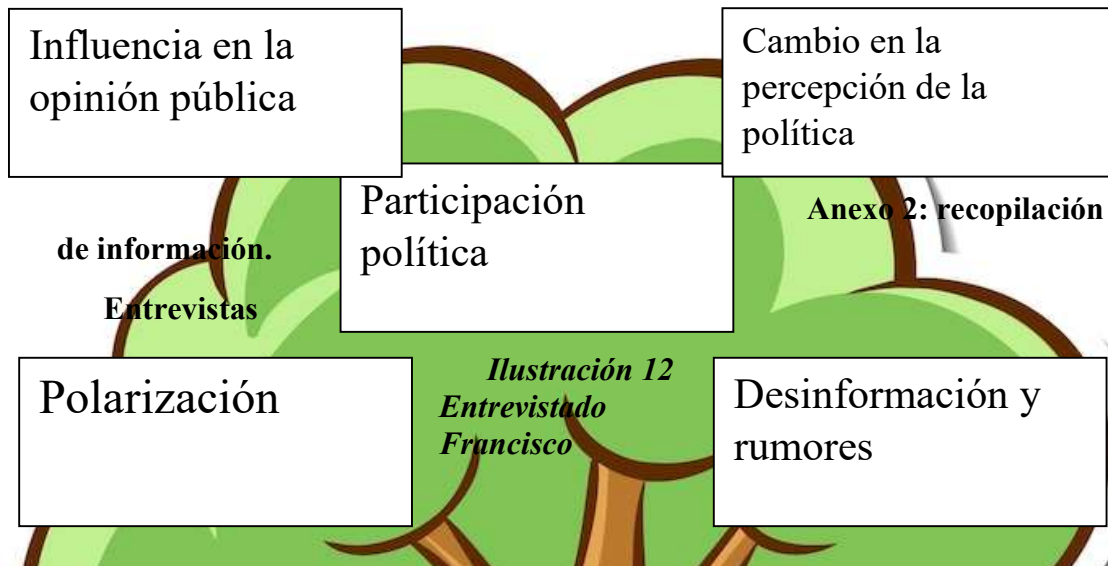 Influencia en la
opinión pública
Cambio en la
percepción de la
política
Participación
política
Anexo 2: recopilación
de información.
Entrevistas
Polarización
Ilustración 12
Entrevistado
Francisco
Desinformación y
rumores